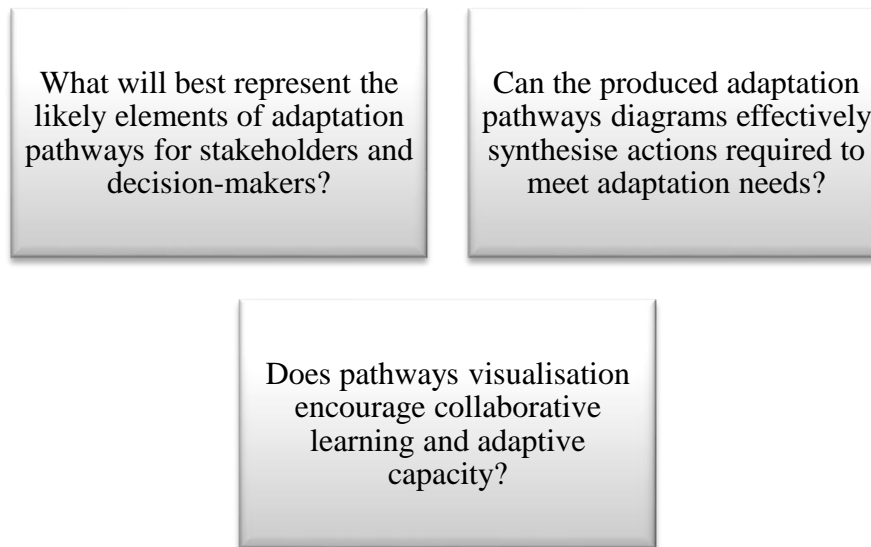 What will best represent the
likely elements of adaptation
pathways for stakeholders and
decision-makers?
Can the produced adaptation
pathways diagrams effectively
synthesise actions required to
meet adaptation needs?
Does pathways visualisation
encourage collaborative
learning and adaptive
capacity?